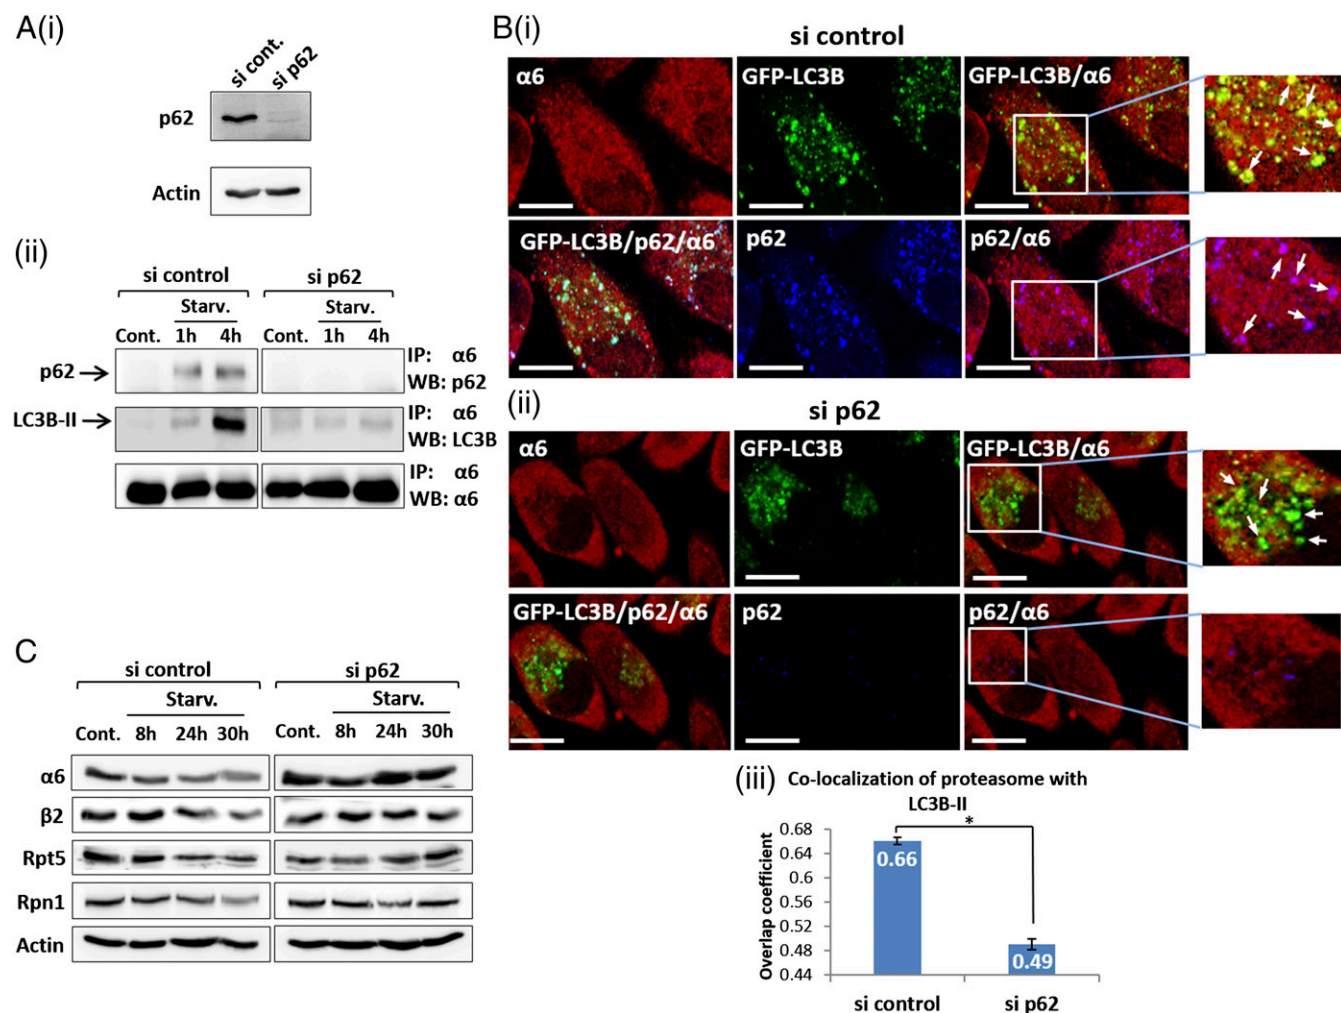 A(i)
si cont.
si p62
p62
Actin
(ii)
si control
si p62
Starv.
Starv.
Cont. 1h 4h
Cont. 1h 4h
p62
IP: α6
WB: p62
LC3B-II
IP: α6
WB: LC3B
IP: α6
WB: α6
B(i)
si control
α6
GFP-LC3B
GFP-LC3B/α6
GFP-LC3B/p62/α6
p62
p62/α6
(ii)
si p62
α6
GFP-LC3B
GFP-LC3B/α6
GFP-LC3B/p62/α6
p62
p62/α6
(iii)
Co-localization of proteasome with
LC3B-II
*
Overlap coefficient
0.68
0.64
0.6
0.56
0.52
0.48
0.44
0.66
0.49
si control
si p62
C
si control
si p62
Starv.
Starv.
Cont. 8h 24h 30h
Cont. 8h 24h 30h
α6
β2
Rpt5
Rpn1
Actin